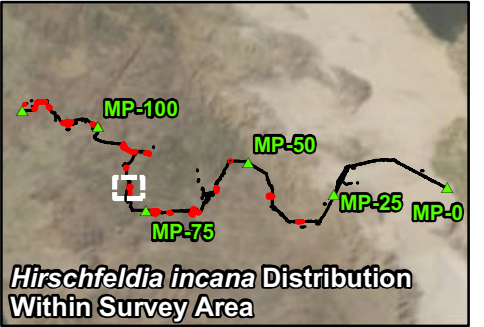 MP-100
MP-50
MP-25
MP-0
MP-75
Hirschfeldia incana Distribution
Within Survey Area